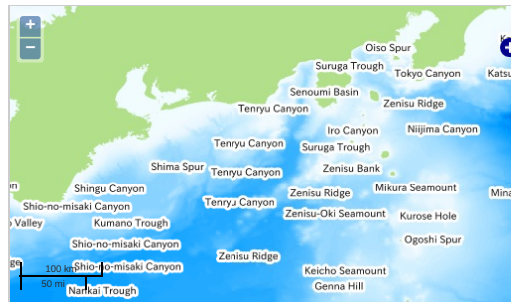 +
−
Oiso Spur
Suruga Trough
Tokyo Canyon
Katsu
Senoumi Basin
Zenisu Ridge
Tenryu Canyon
Iro Canyon
Niijima Canyon
Tenryu Canyon
Suruga Trough
Shima Spur
Tenryu Canyon
Zenisu Bank
Shingu Canyon
Zenisu Ridge
Mikura Seamount
Mina
Shio-no-misaki Canyon
Tenryu Canyon
Zenisu-Oki Seamount
Kurose Hole
o Valley
Kumano Trough
Shio-no-misaki Canyon
Ogoshi Spur
Zenisu Ridge
ge
Shio-no-misaki Canyon
100 km
Keicho Seamount
50 mi
Nankai Trough
Genna Hill